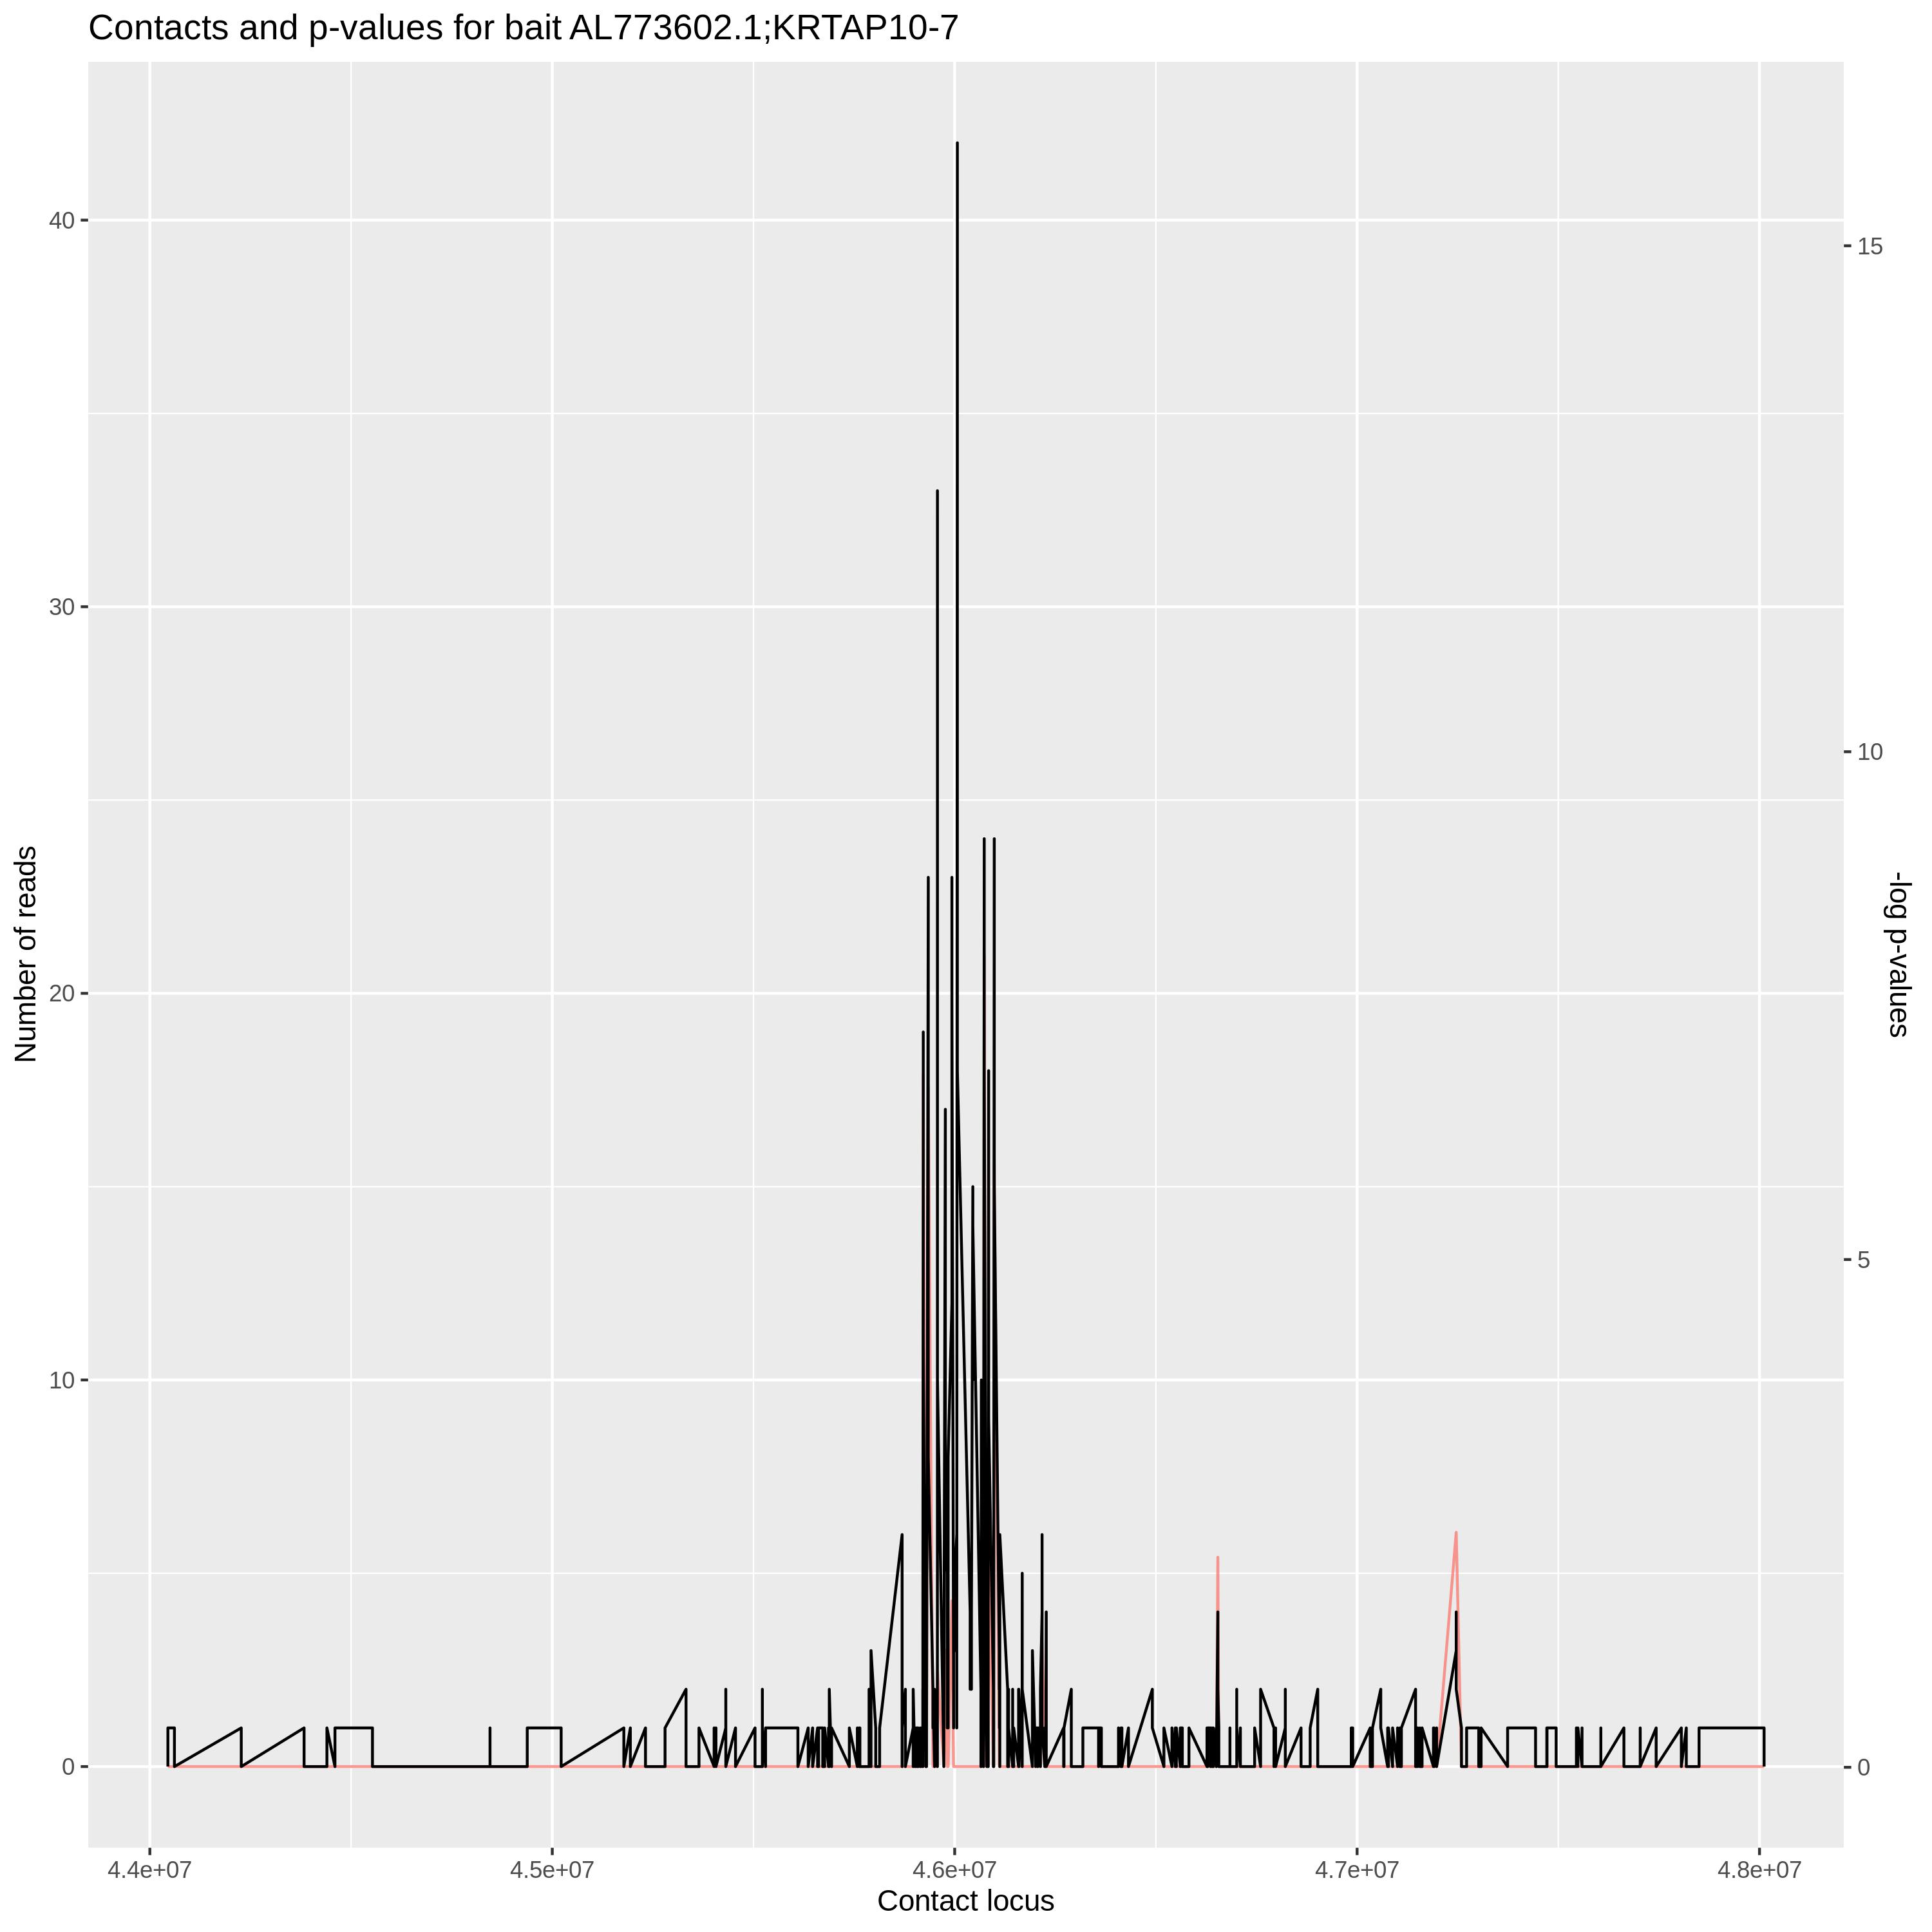 Contacts and p-values for bait AL773602.1;KRTAP10-7
40
30
20
10
0
Number of reads
15
10
5
0
-log p-values
4.4e+07
4.5e+07
4.6e+07
4.7e+07
4.8e+07
Contact locus